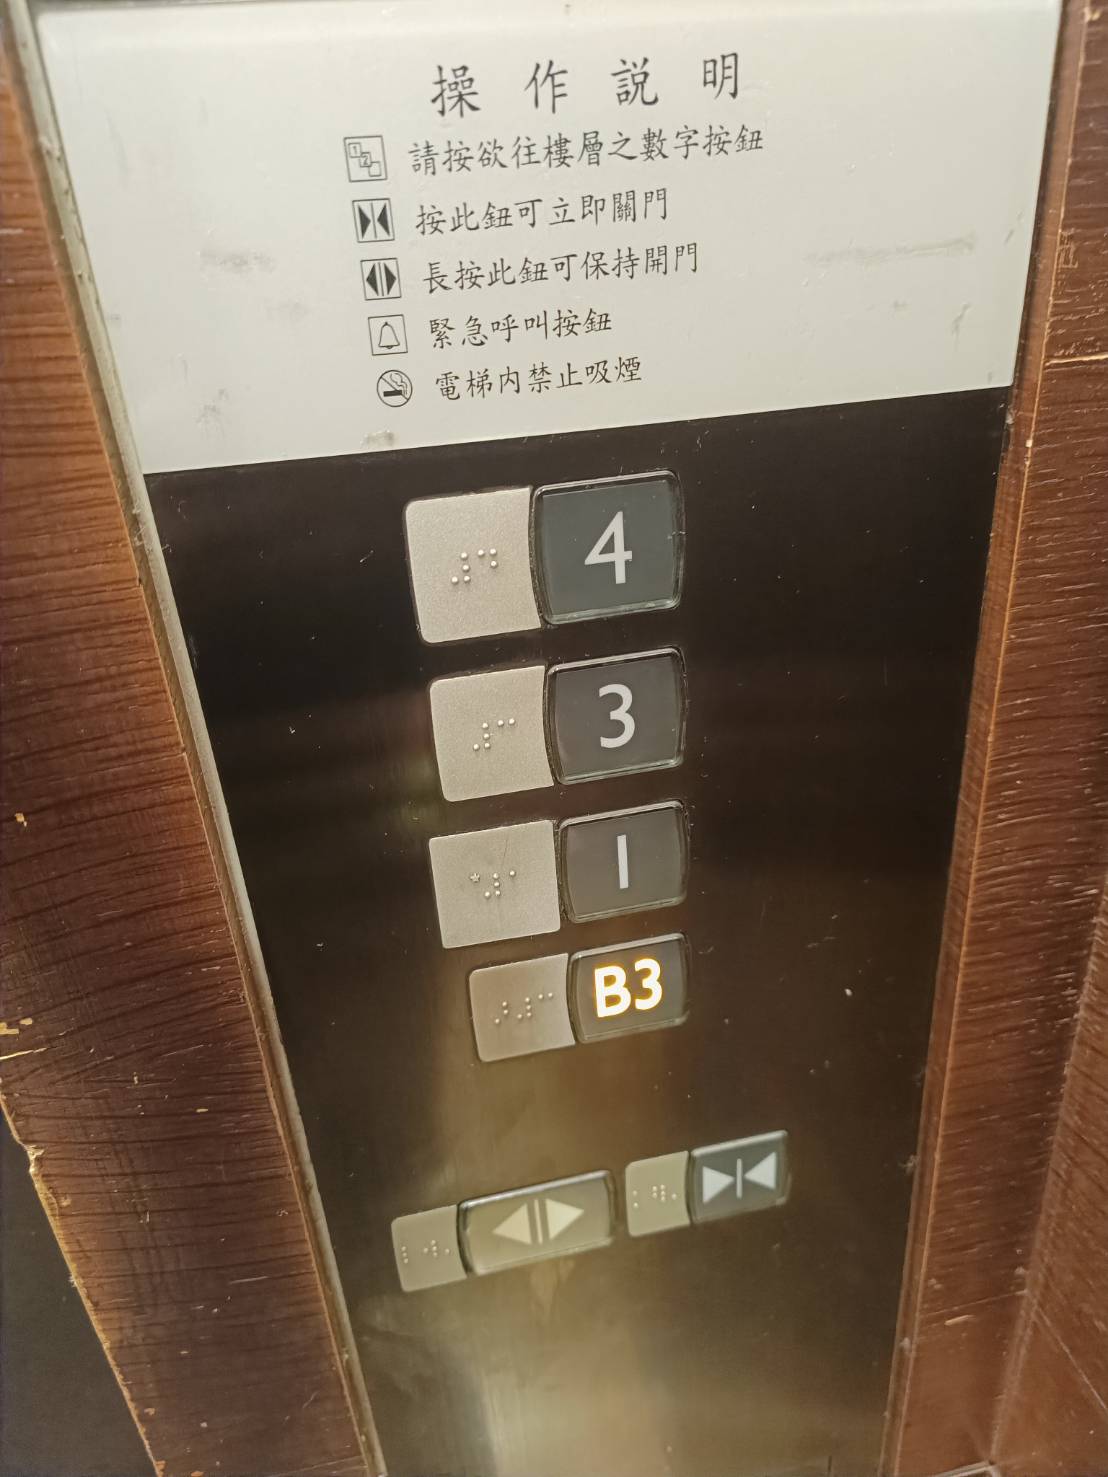 操作説明
請按欲往樓層之數字按鈕
按此鈕可立即關門
長按此鈕可保持開門
緊急呼叫按鈕
電梯內禁止吸煙
4
3
1
B3